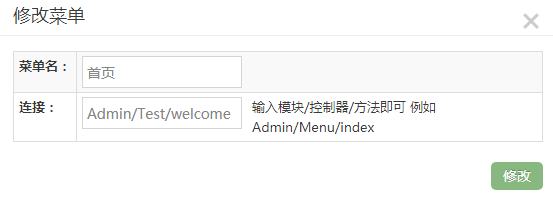 修改菜单
菜单名：
首页
连接：
Admin/Test/welcome
输入模块/控制器/方法即可 例如
Admin/Menu/index
修改